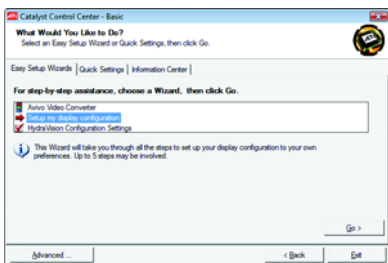 ATI Catalyst Control Center - Basic
What Would You Like to Do?
Select an Easy Setup Wizard or Quick Settings, then click Go.
Easy Setup Wizards | Quick Settings | Information Center
For step-by-step assistance, choose a Wizard, then click Go.
Avivo Video Converter
Setup my display configuration
HydraVision Configuration Settings
This Wizard will take you through all the steps to set up your display configuration to your own
preferences. Up to 5 steps may be involved.
Go >
Advanced ... < Back Exit